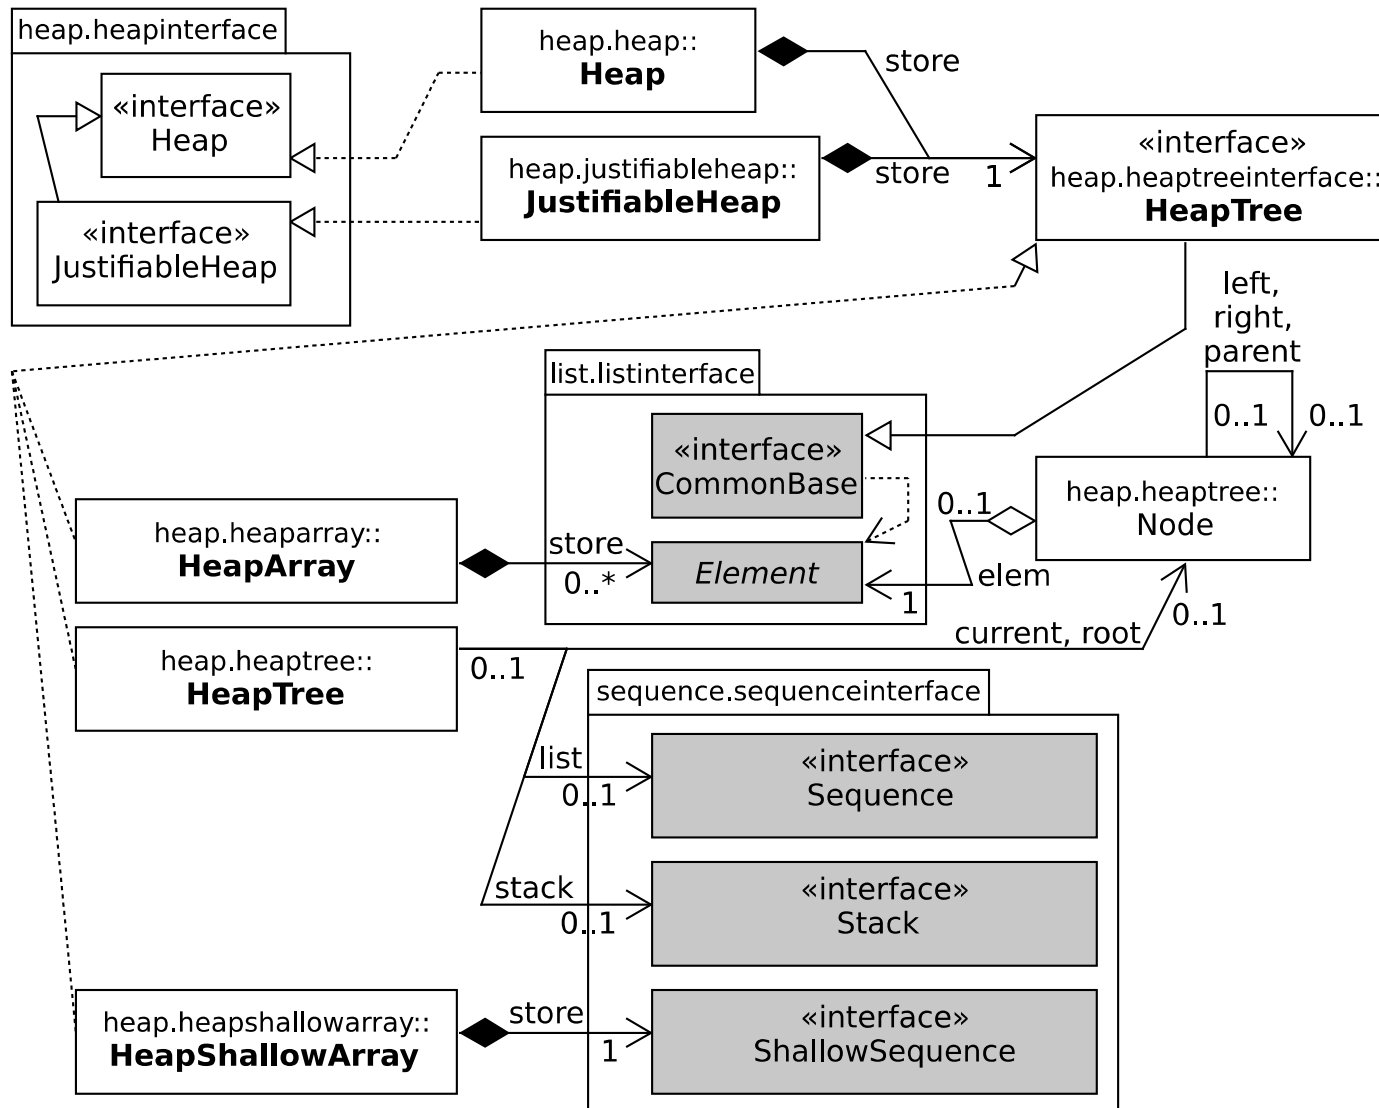 heap.heapinterface
«interface»
Heap
«interface»
JustifiableHeap
heap.heap::
Heap
store
heap.justifiableheap::
JustifiableHeap
store
1
«interface»
heap.heaptreeinterface::
HeapTree
left,
right,
parent
0..1
0..1
list.listinterface
«interface»
CommonBase
Element
heap.heaptree::
Node
0..1
elem
1
heap.heaparray::
HeapArray
store
0..*
current, root
0..1
heap.heaptree::
HeapTree
0..1
sequence.sequenceinterface
list
0..1
«interface»
Sequence
stack
0..1
«interface»
Stack
heap.heapshallowarray::
HeapShallowArray
store
1
«interface»
ShallowSequence